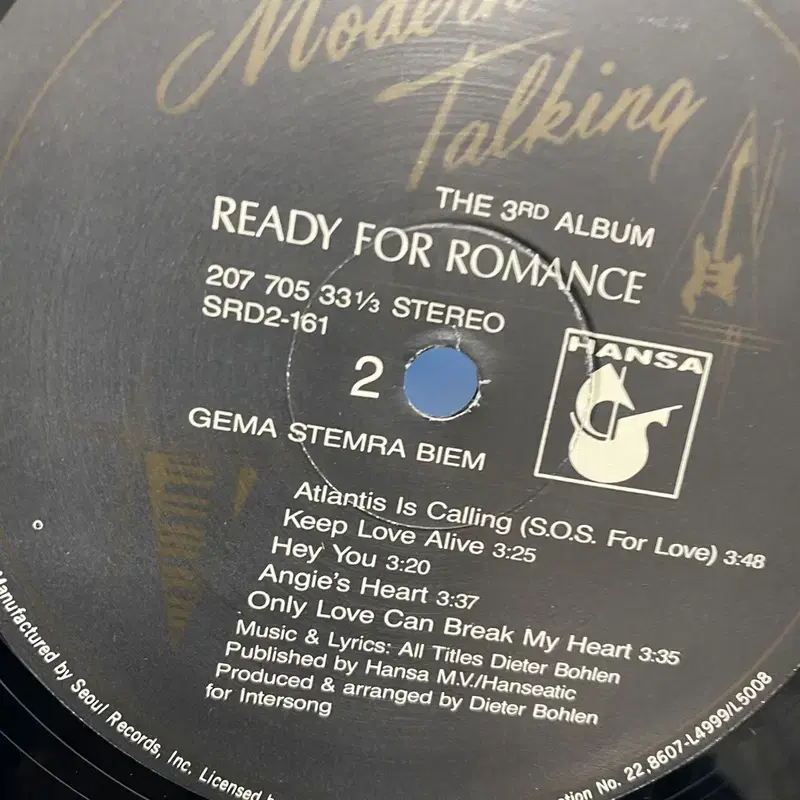 Modern
Talking
THE 3RD ALBUM
READY FOR ROMANCE
207 705 33⅓ STEREO
SRD2-161
2
HANSA
GEMA STEMRA BIEM
Atlantis Is Calling (S.O.S. For Love) 3:48
Keep Love Alive 3:25
Hey You 3:20
Angie's Heart 3:37
Only Love Can Break My Heart 3:35
Music & Lyrics: All Titles Dieter Bohlen
Published by Hansa M.V./Hanseatic
Produced & arranged by Dieter Bohlen
for Intersong
Manufactured by Seoul Records, Inc. Licensed
No. 22,8607-L4999/L5008